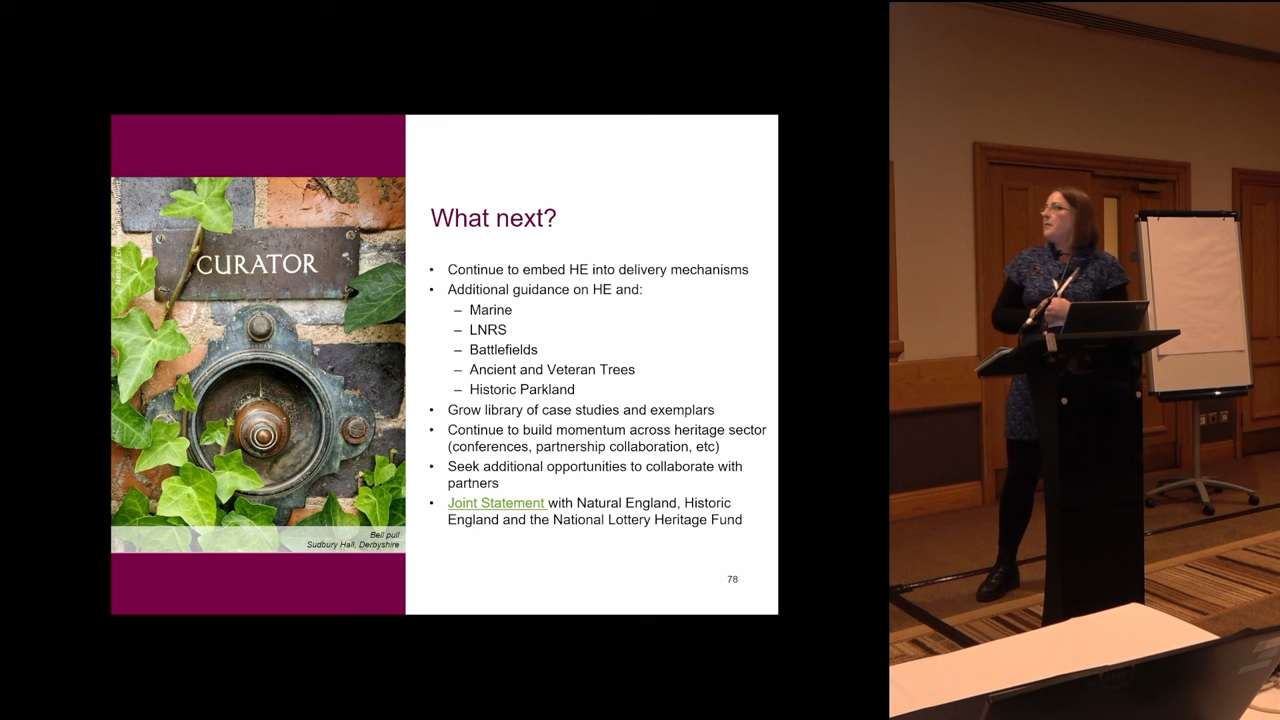 CURATOR
Bell pull
Sudbury Hall, Derbyshire
What next?
• Continue to embed HE into delivery mechanisms
• Additional guidance on HE and:
– Marine
– LNRS
– Battlefields
– Ancient and Veteran Trees
– Historic Parkland
• Grow library of case studies and exemplars
• Continue to build momentum across heritage sector
(conferences, partnership collaboration, etc)
• Seek additional opportunities to collaborate with
partners
• Joint Statement with Natural England, Historic
England and the National Lottery Heritage Fund
78